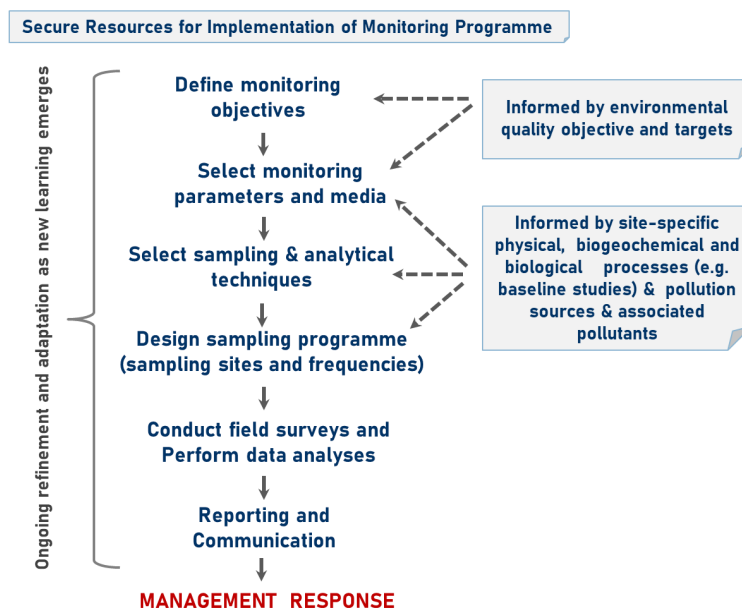 Secure Resources for Implementation of Monitoring Programme
Ongoing refinement and adaptation as new learning emerges
Define monitoring
objectives
Select monitoring
parameters and media
Select sampling & analytical
techniques
Design sampling programme
(sampling sites and frequencies)
Conduct field surveys and
Perform data analyses
Reporting and
Communication
MANAGEMENT RESPONSE
Informed by environmental
quality objective and targets
Informed by site-specific
physical, biogeochemical and
biological processes (e.g.
baseline studies) & pollution
sources & associated
pollutants